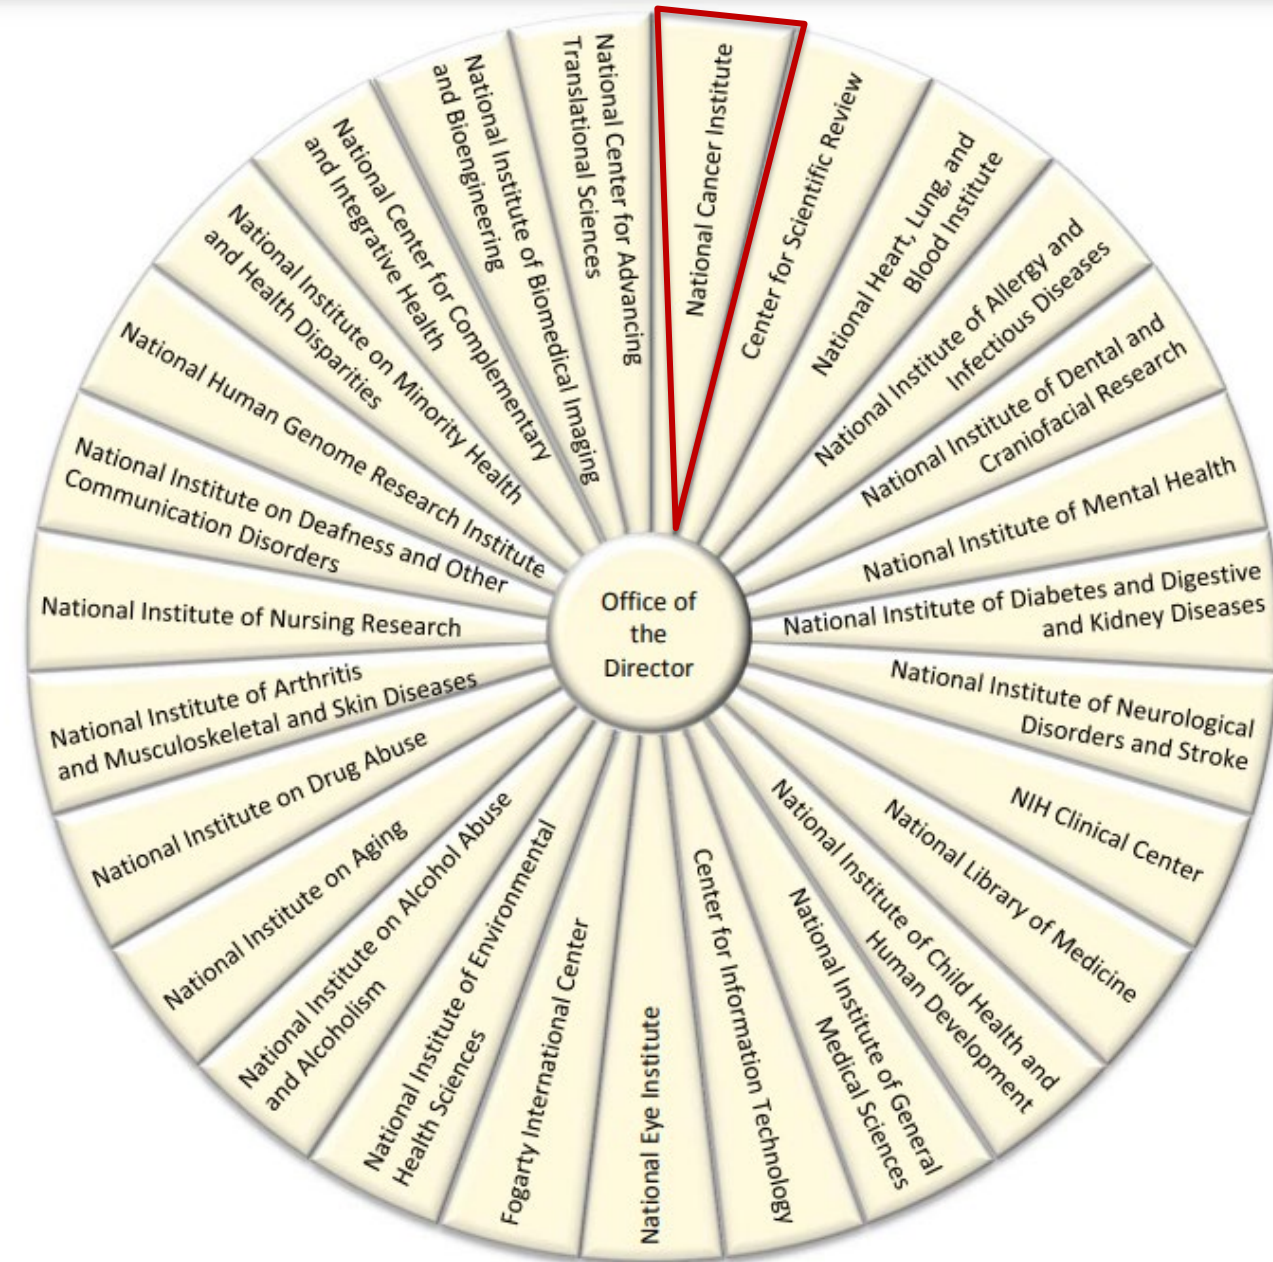 National Cancer Institute
Center for Scientific Review
National Heart, Lung, and
Blood Institute
National Institute of Allergy and
Infectious Diseases
National Institute of Dental and
Craniofacial Research
National Institute of Mental Health
National Institute of Diabetes and Digestive
and Kidney Diseases
National Institute of Neurological
Disorders and Stroke
NIH Clinical Center
National Library of Medicine
National Institute of Child Health and
Human Development
National Institute of General
Medical Sciences
Center for Information Technology
National Eye Institute
Fogarty International Center
National Institute of Environmental
Health Sciences
National Institute on Alcohol Abuse
and Alcoholism
National Institute on Aging
National Institute on Drug Abuse
National Institute of Arthritis
and Musculoskeletal and Skin Diseases
National Institute of Nursing Research
National Institute on Deafness and Other
Communication Disorders
National Human Genome Research Institute
National Institute on Minority Health
and Health Disparities
National Center for Complementary
and Integrative Health
National Institute of Biomedical Imaging
and Bioengineering
National Center for Advancing
Translational Sciences
Office of
the
Director